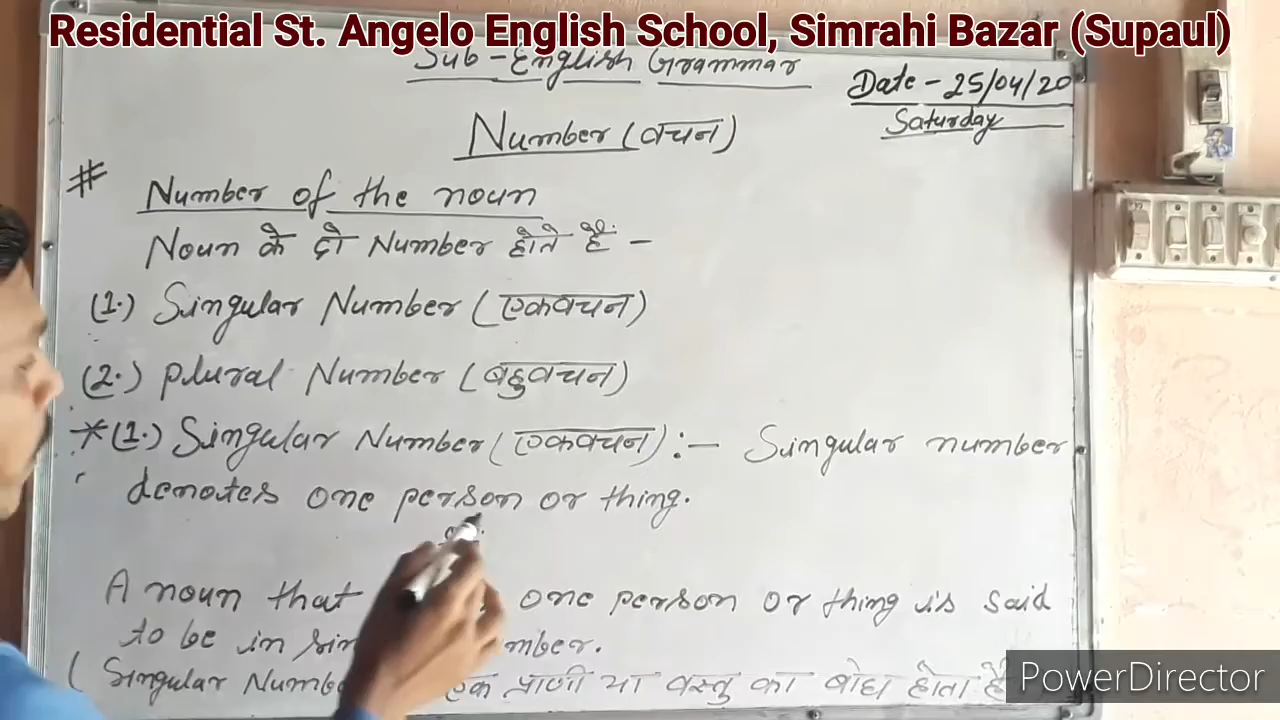 Residential St. Angelo English School, Simrahi Bazar (Supaul)
Sub - English Grammar
Date - 25/04/20
Saturday
Number (वचन)
# Number of the noun
Noun के दो Number होते हैं -
(1.) Singular Number (एकवचन)
(2.) Plural Number (बहुवचन)
*(1.) Singular Number (एकवचन) :- Singular number
denotes one person or thing.
A noun that one person or thing is said
to be in
(Singular एक प्राणी या वस्तु का बोध होता है
PowerDirector